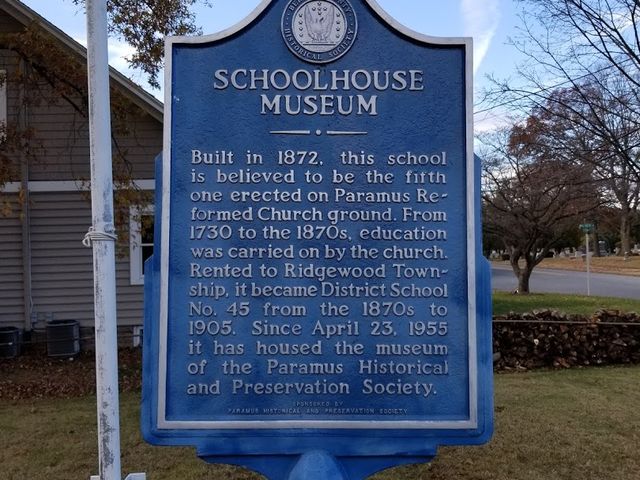 HISTORICAL SOCIETY
SCHOOLHOUSE
MUSEUM
Built in 1872, this school
is believed to be the fifth
one erected on Paramus Re-
formed Church ground. From
1730 to the 1870s, education
was carried on by the church.
Rented to Ridgewood Town-
ship, it became District School
No. 45 from the 1870s to
1905. Since April 23, 1955
it has housed the museum
of the Paramus Historical
and Preservation Society.
SPONSORED BY
PARAMUS HISTORICAL AND PRESERVATION SOCIETY